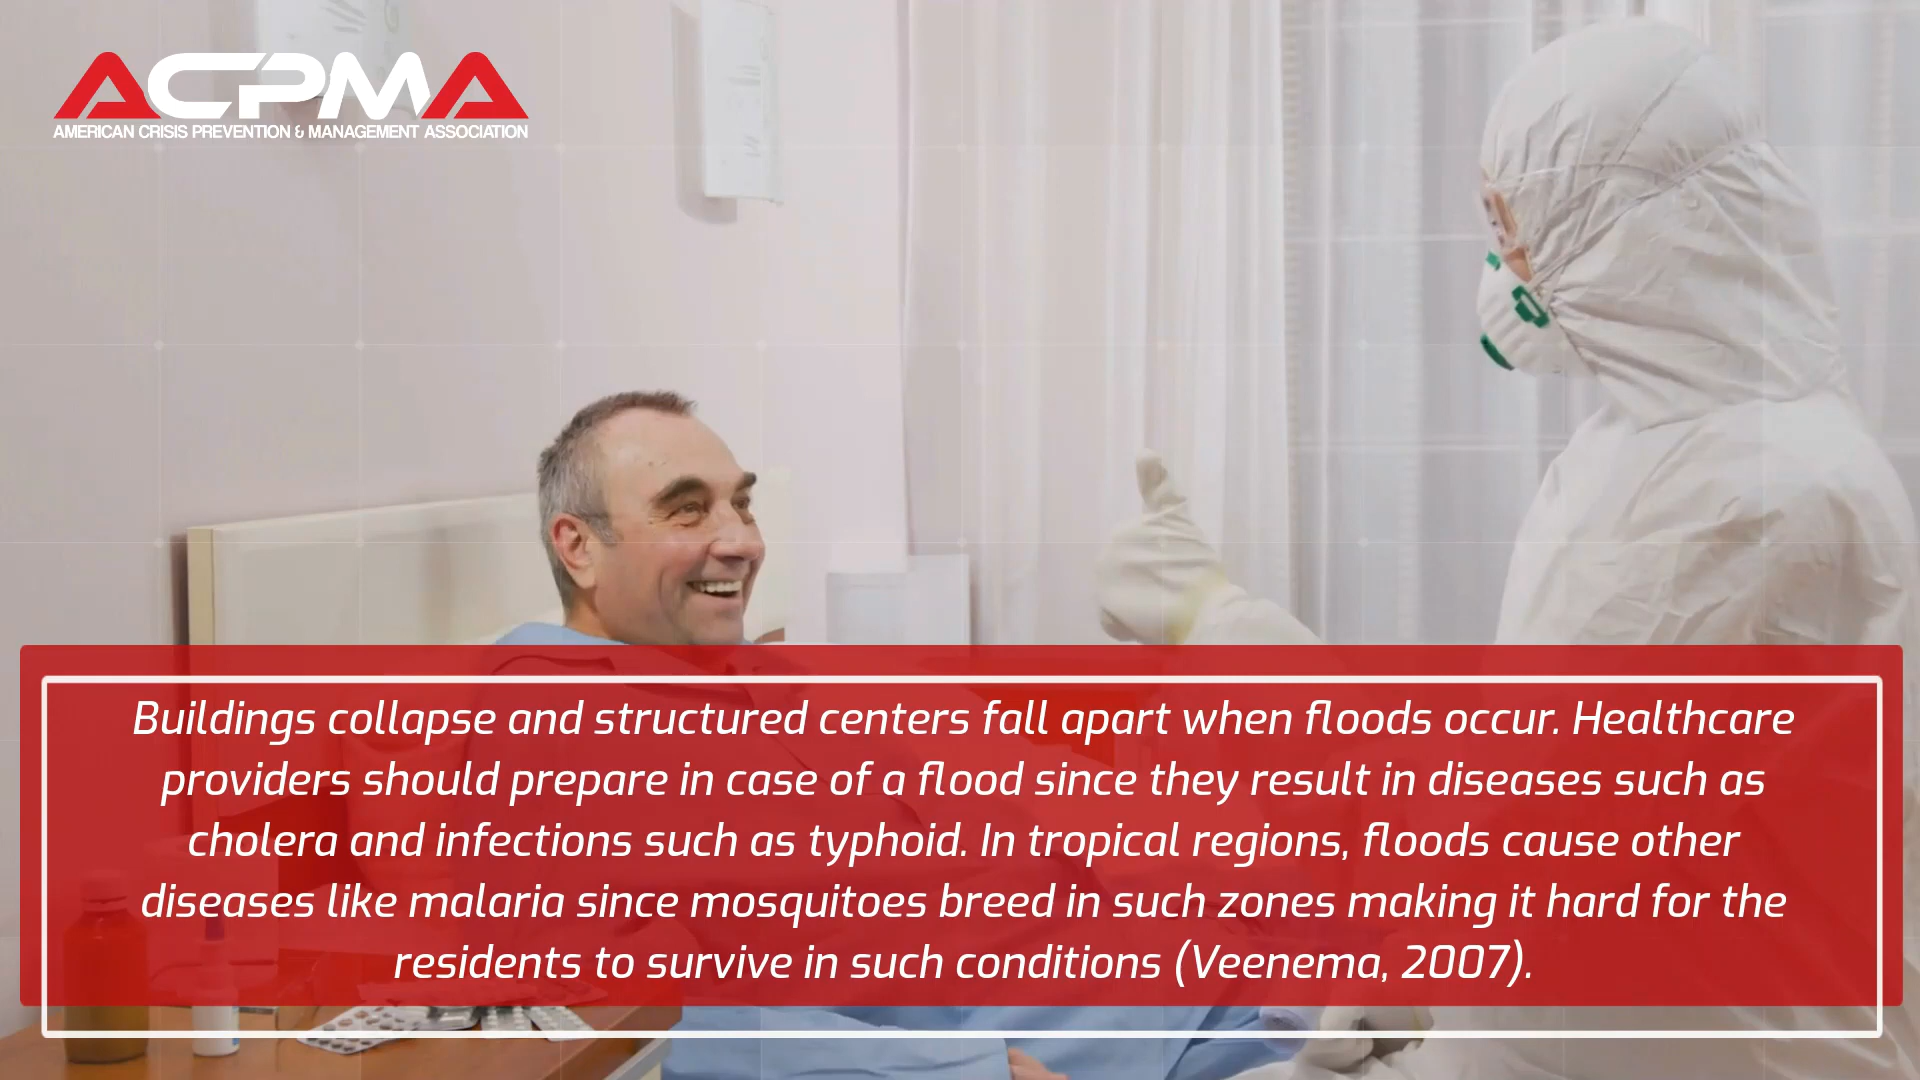 ACPMA
AMERICAN CRISIS PREVENTION & MANAGEMENT ASSOCIATION
Buildings collapse and structured centers fall apart when floods occur. Healthcare
providers should prepare in case of a flood since they result in diseases such as
cholera and infections such as typhoid. In tropical regions, floods cause other
diseases like malaria since mosquitoes breed in such zones making it hard for the
residents to survive in such conditions (Veenema, 2007).